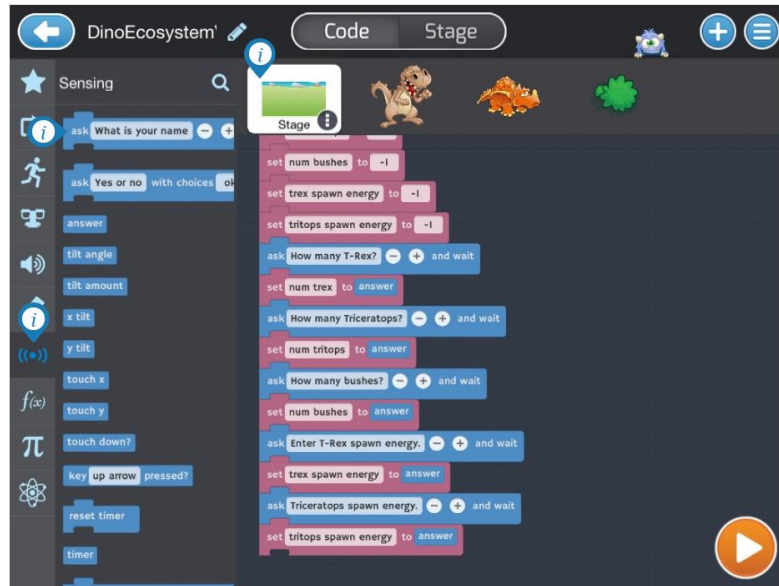 DinoEcosystem
Code
Stage
i
Sensing
Stage
i
ask What is your name − +
ask Yes or no with choices ok
answer
tilt angle
tilt amount
x tilt
i
y tilt
touch x
f(x)
touch y
π
touch down?
key up arrow pressed?
reset timer
timer
set num bushes to -1
set trex spawn energy to -1
set tritops spawn energy to -1
ask How many T-Rex? − + and wait
set num trex to answer
ask How many Triceratops? − + and wait
set num tritops to answer
ask How many bushes? − + and wait
set num bushes to answer
ask Enter T-Rex spawn energy. − + and wait
set trex spawn energy to answer
ask Triceratops spawn energy. − + and wait
set tritops spawn energy to answer